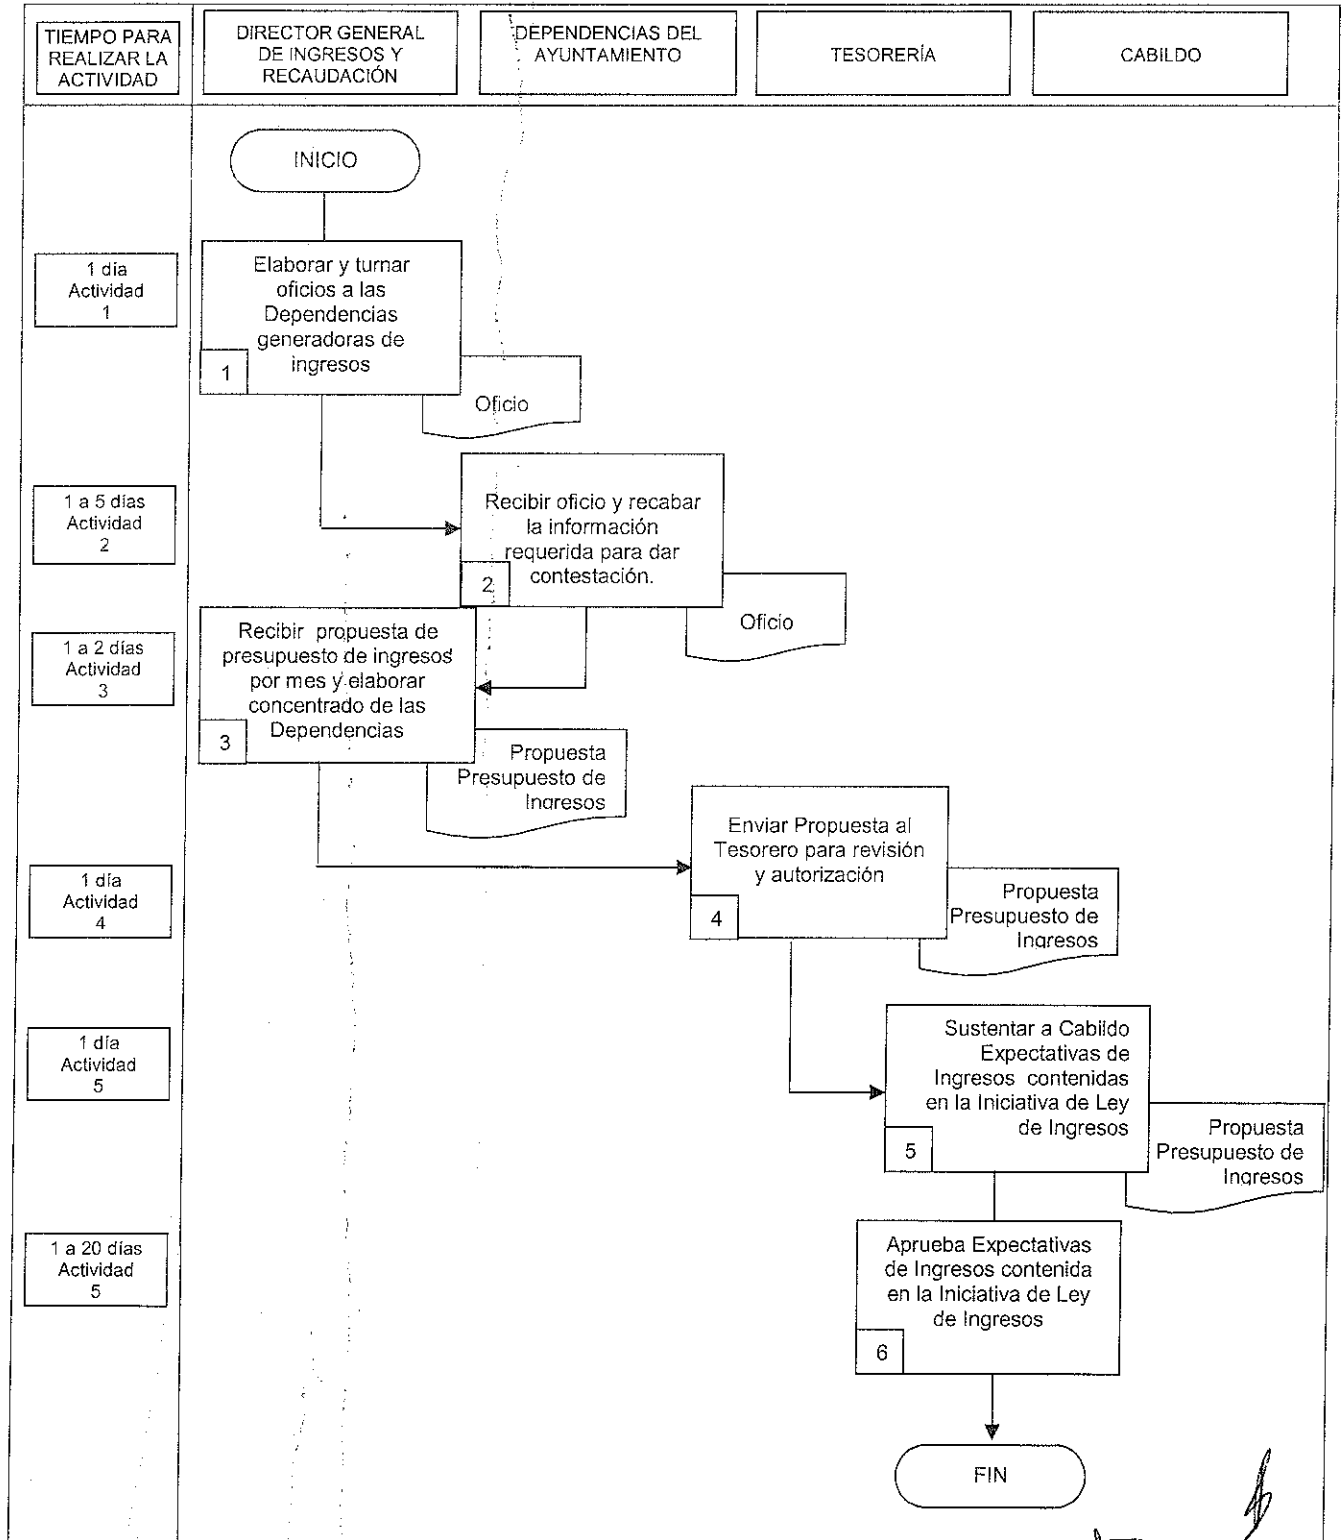 TIEMPO PARA
REALIZAR LA
ACTIVIDAD
DIRECTOR GENERAL
DE INGRESOS Y
RECAUDACIÓN
DEPENDENCIAS DEL
AYUNTAMIENTO
TESORERÍA
CABILDO
INICIO
1 día
Actividad
1
Elaborar y turnar
oficios a las
Dependencias
generadoras de
ingresos
1
Oficio
1 a 5 días
Actividad
2
Recibir oficio y recabar
la información
requerida para dar
contestación.
2
Oficio
1 a 2 días
Actividad
3
Recibir propuesta de
presupuesto de ingresos
por mes y elaborar
concentrado de las
Dependencias
3
Propuesta
Presupuesto de
Ingresos
1 día
Actividad
4
Enviar Propuesta al
Tesorero para revisión
y autorización
4
Propuesta
Presupuesto de
Ingresos
1 día
Actividad
5
Sustentar a Cabildo
Expectativas de
Ingresos contenidas
en la Iniciativa de Ley
de Ingresos
5
Propuesta
Presupuesto de
Ingresos
1 a 20 días
Actividad
5
Aprueba Expectativas
de Ingresos contenida
en la Iniciativa de Ley
de Ingresos
6
FIN